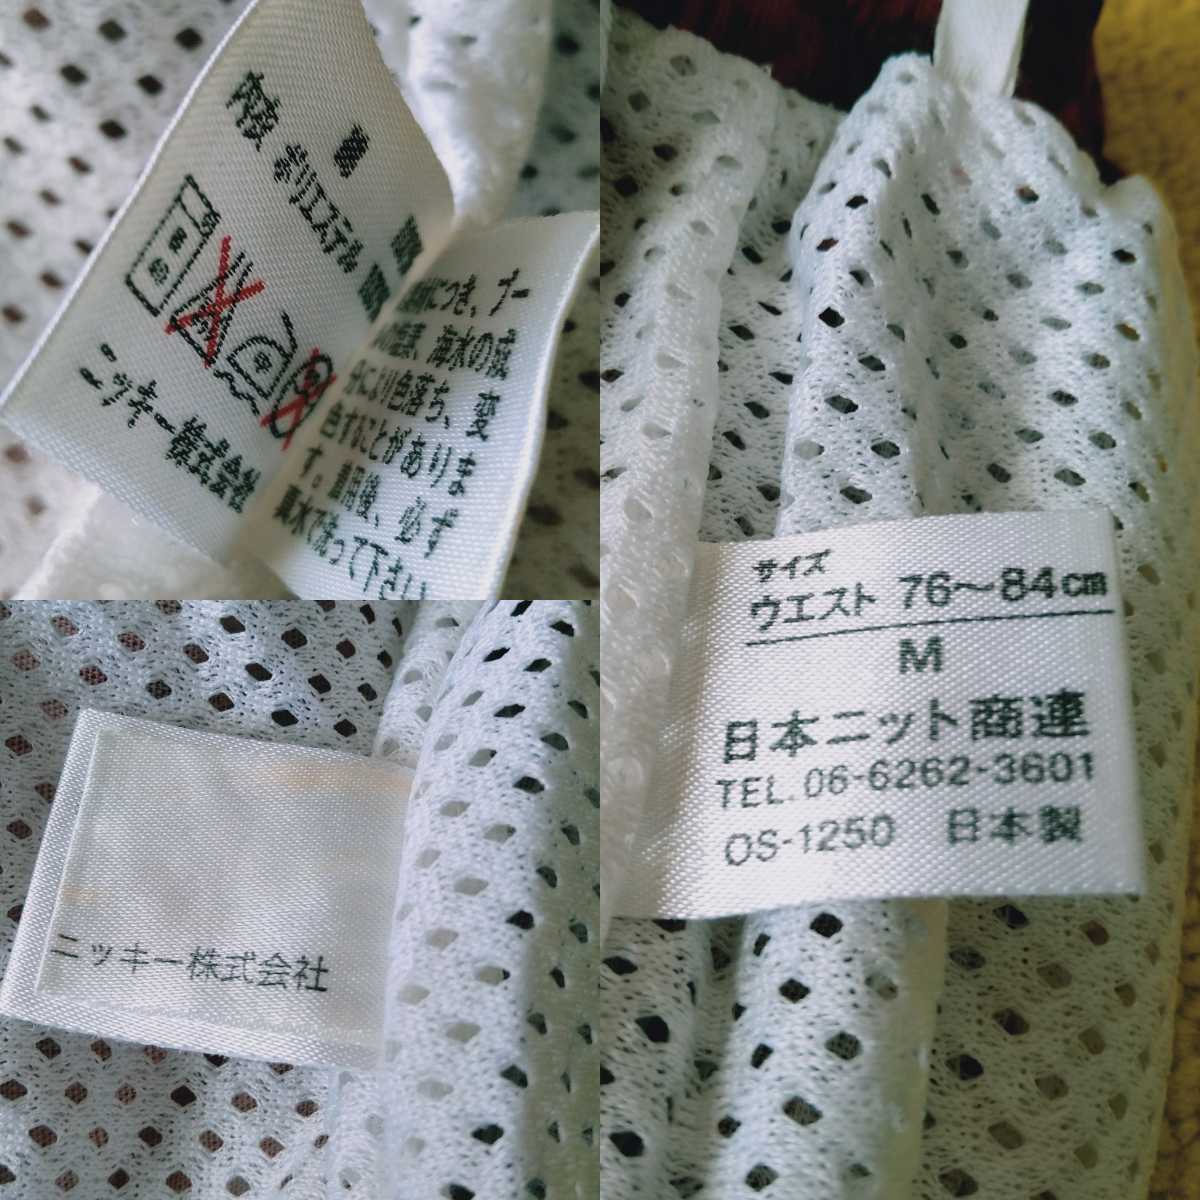 内衣 ポリエステル
ニッキー株式会社
につき、プー
海水の成
分により色落ち、変
色することがありま
す。着用後、必ず
真水で洗って下さい
ニッキー株式会社
サイズ
ウエスト 76〜84cm
M
日本ニット商連
TEL. 06-6262-3601
OS-1250 日本製